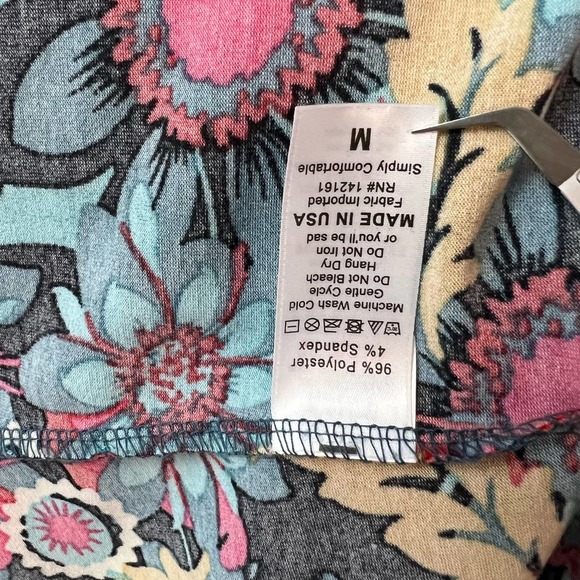 96% Polyester
4% Spandex
Machine Wash Cold
Gentle Cycle
Do Not Bleach
Hang Dry
Do Not Iron
or you'll be sad
MADE IN USA
Fabric Imported
RN# 142161
Simply Comfortable
M